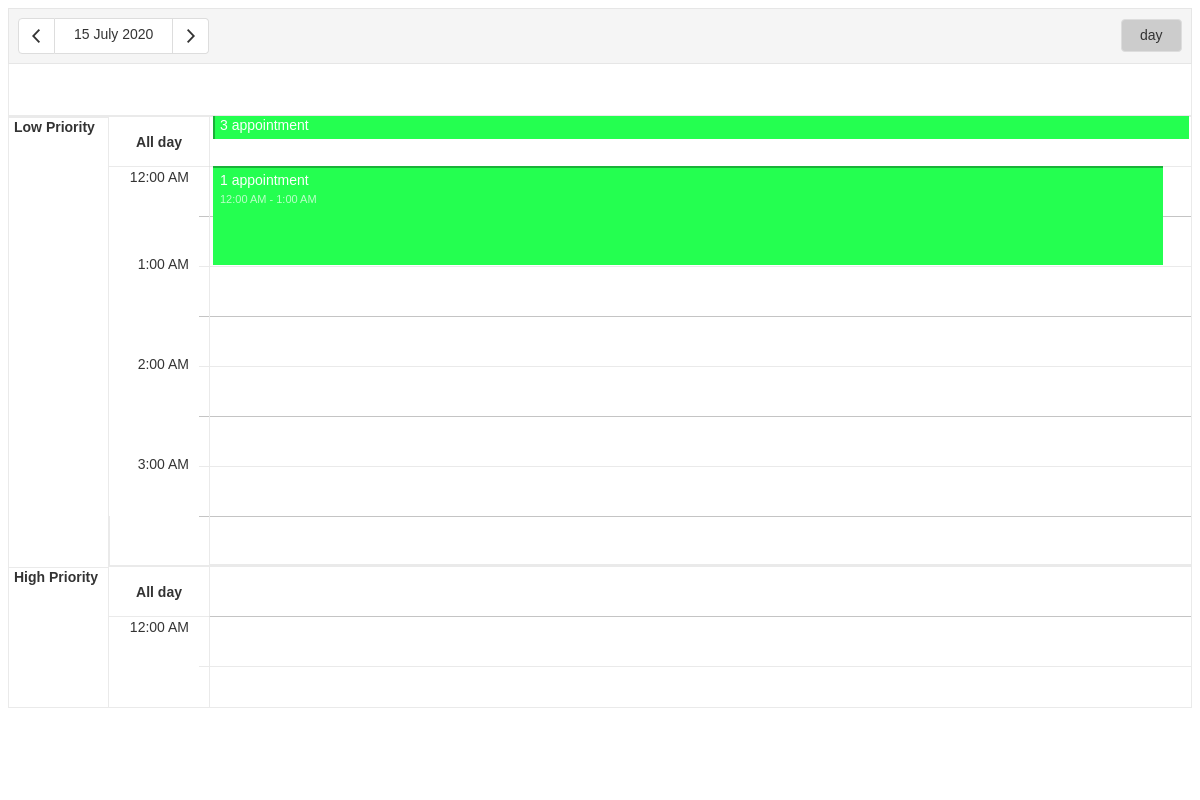 15 July 2020
day
Low Priority
All day
3 appointment
12:00 AM
1 appointment
12:00 AM - 1:00 AM
1:00 AM
2:00 AM
3:00 AM
High Priority
All day
12:00 AM